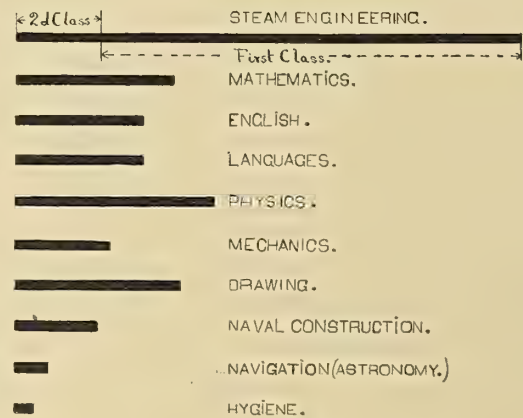 2d Class
STEAM ENGINEERING.
First Class.
MATHEMATICS.
ENGLISH.
LANGUAGES.
PHYSICS.
MECHANICS.
DRAWING.
NAVAL CONSTRUCTION.
NAVIGATION (ASTRONOMY.)
HYGIENE.